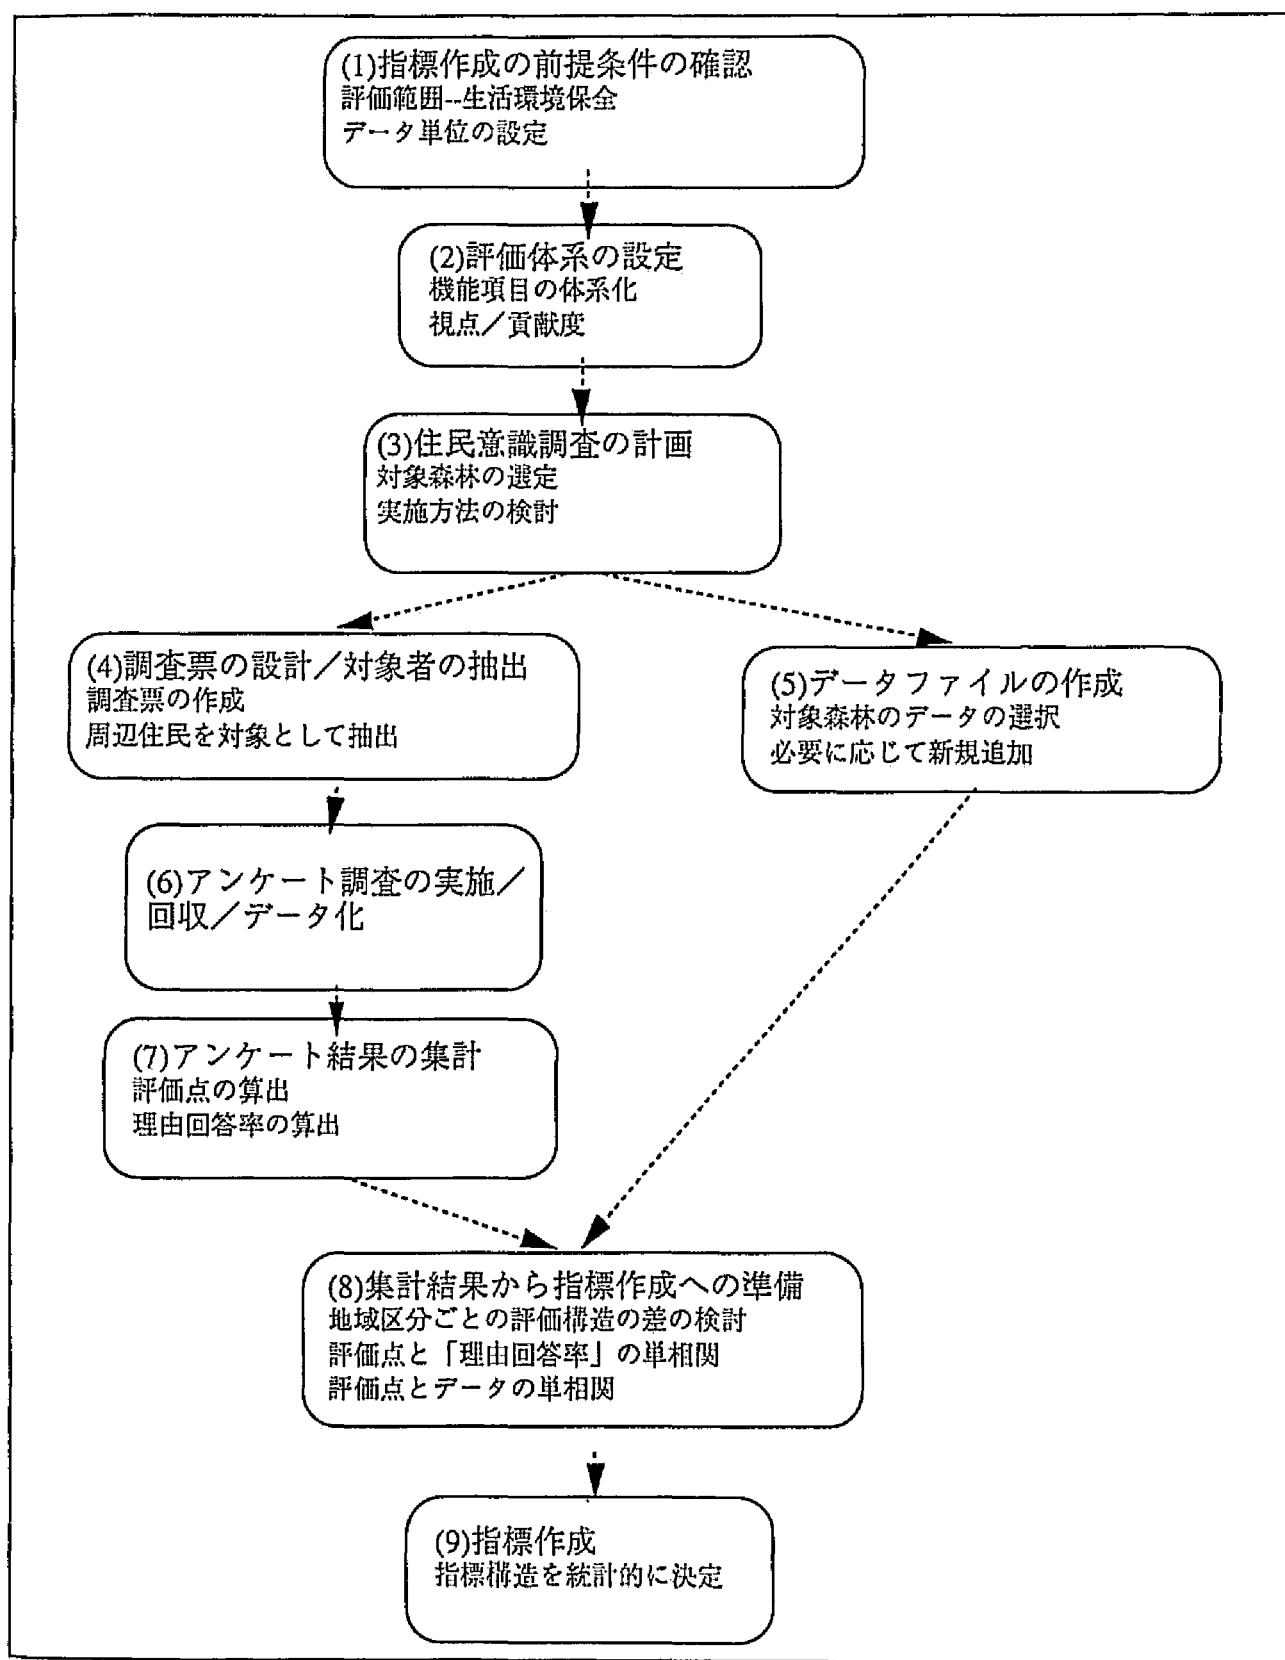 (1)指標作成の前提条件の確認
評価範囲--生活環境保全
データ単位の設定
(2)評価体系の設定
機能項目の体系化
視点／貢献度
(3)住民意識調査の計画
対象森林の選定
実施方法の検討
(4)調査票の設計／対象者の抽出
調査票の作成
周辺住民を対象として抽出
(5)データファイルの作成
対象森林のデータの選択
必要に応じて新規追加
(6)アンケート調査の実施／
回収／データ化
(7)アンケート結果の集計
評価点の算出
理由回答率の算出
(8)集計結果から指標作成への準備
地域区分ごとの評価構造の差の検討
評価点と「理由回答率」の単相関
評価点とデータの単相関
(9)指標作成
指標構造を統計的に決定